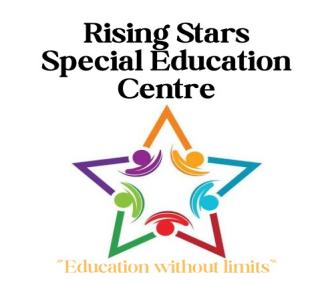 Rising Stars
Special Education
Centre
"Education without limits"